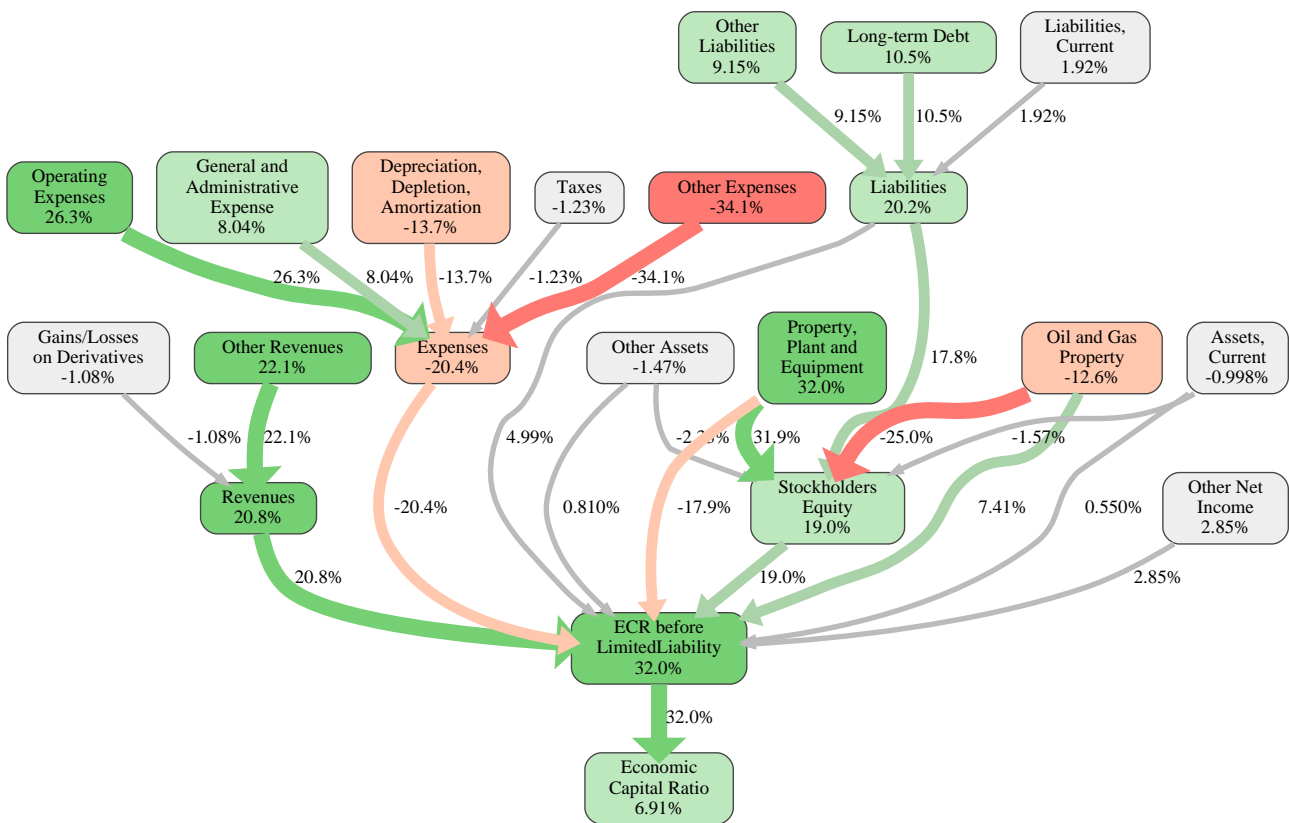 Other
Liabilities
9.15%
Long-term Debt
10.5%
Liabilities,
Current
1.92%
9.15%
10.5%
1.92%
Operating
Expenses
26.3%
General and
Administrative
Expense
8.04%
Depreciation,
Depletion,
Amortization
-13.7%
Taxes
-1.23%
Other Expenses
-34.1%
Liabilities
20.2%
26.3%
8.04%
-13.7%
-1.23%
-34.1%
Gains/Losses
on Derivatives
-1.08%
Other Revenues
22.1%
Expenses
-20.4%
Other Assets
-1.47%
Property,
Plant and
Equipment
32.0%
17.8%
Oil and Gas
Property
-12.6%
Assets,
Current
-0.998%
-1.08%
22.1%
4.99%
31.9%
-25.0%
-1.57%
Revenues
20.8%
-20.4%
0.810%
-17.9%
Stockholders
Equity
19.0%
7.41%
0.550%
Other Net
Income
2.85%
20.8%
19.0%
2.85%
ECR before
LimitedLiability
32.0%
32.0%
Economic
Capital Ratio
6.91%